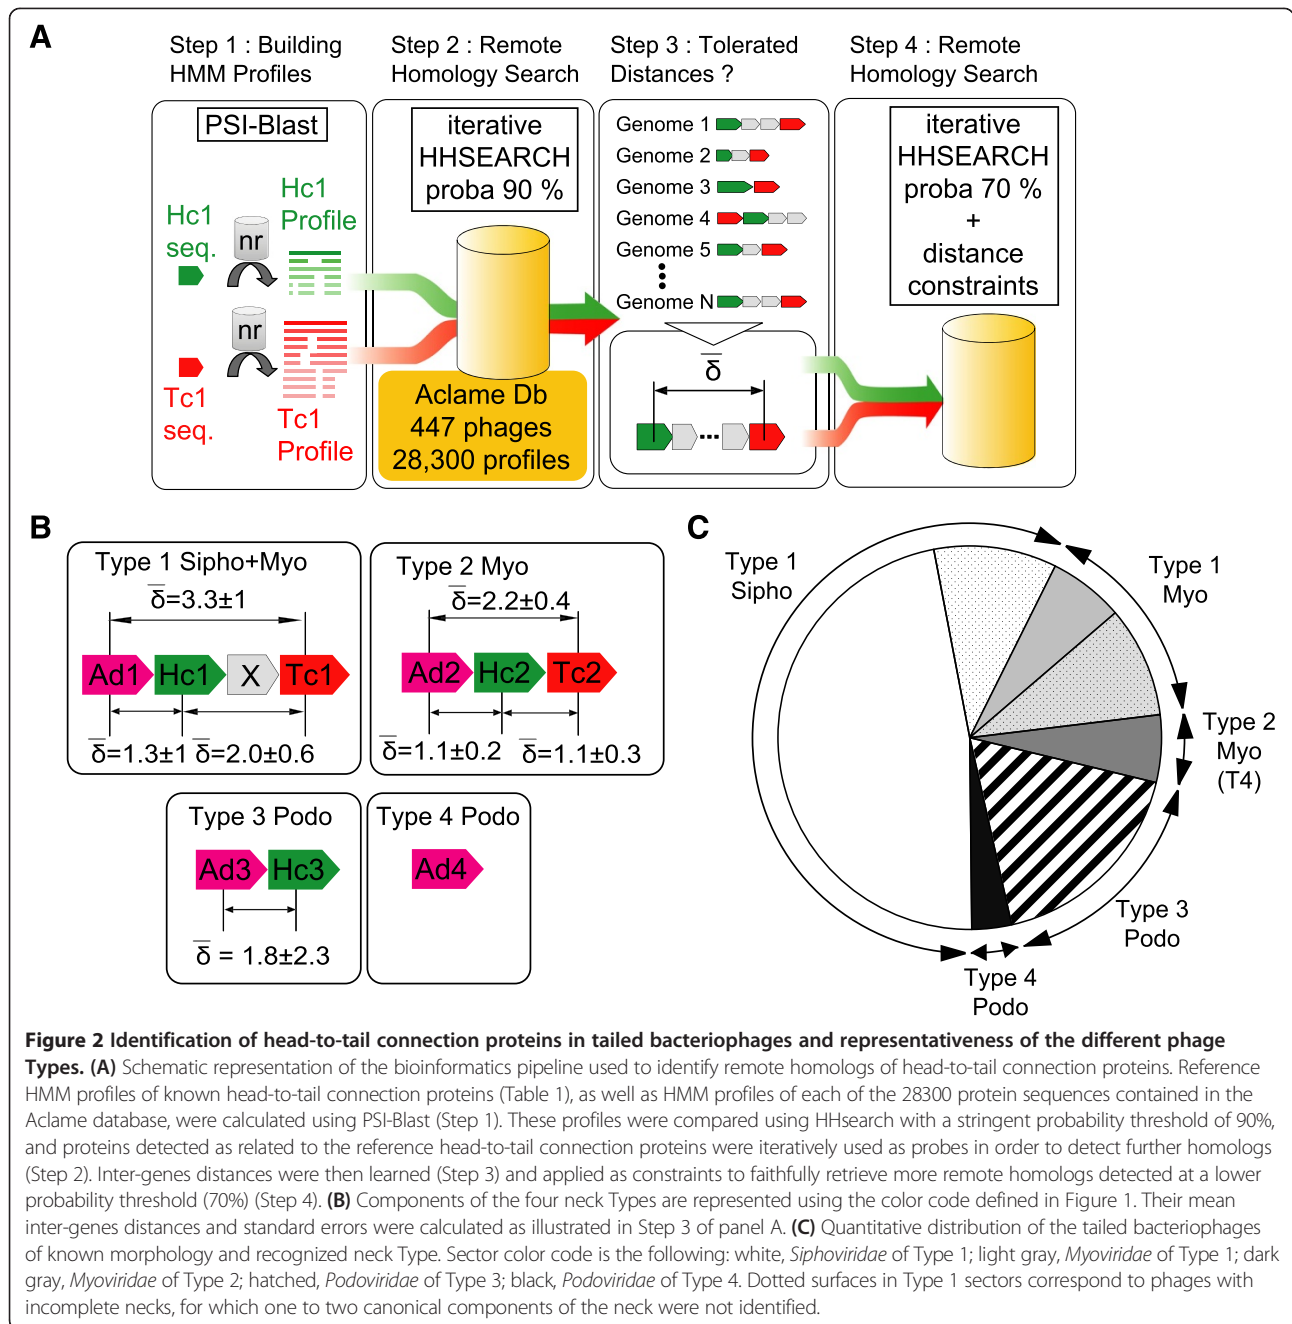 A
Step 1 : Building
HMM Profiles
Step 2 : Remote
Homology Search
Step 3 : Tolerated
Distances ?
Step 4 : Remote
Homology Search
PSI-Blast
Hc1
seq.
nr
Hc1
Profile
nr
Tc1
seq.
Tc1
Profile
iterative
HHSEARCH
proba 90 %
Aclame Db
447 phages
28,300 profiles
Genome 1
Genome 2
Genome 3
Genome 4
Genome 5
Genome N
δ̅
iterative
HHSEARCH
proba 70 %
+
distance
constraints
B
Type 1 Sipho+Myo
δ̅=3.3±1
Ad1 Hc1 X Tc1
δ̅=1.3±1 δ̅=2.0±0.6
Type 2 Myo
δ̅=2.2±0.4
Ad2 Hc2 Tc2
δ̅=1.1±0.2 δ̅=1.1±0.3
Type 3 Podo
Ad3 Hc3
δ̅ = 1.8±2.3
Type 4 Podo
Ad4
C
Type 1
Sipho
Type 1
Myo
Type 2
Myo
(T4)
Type 3
Podo
Type 4
Podo
Figure 2 Identification of head-to-tail connection proteins in tailed bacteriophages and representativeness of the different phage
Types. (A) Schematic representation of the bioinformatics pipeline used to identify remote homologs of head-to-tail connection proteins. Reference
HMM profiles of known head-to-tail connection proteins (Table 1), as well as HMM profiles of each of the 28300 protein sequences contained in the
Aclame database, were calculated using PSI-Blast (Step 1). These profiles were compared using HHsearch with a stringent probability threshold of 90%,
and proteins detected as related to the reference head-to-tail connection proteins were iteratively used as probes in order to detect further homologs
(Step 2). Inter-genes distances were then learned (Step 3) and applied as constraints to faithfully retrieve more remote homologs detected at a lower
probability threshold (70%) (Step 4). (B) Components of the four neck Types are represented using the color code defined in Figure 1. Their mean
inter-genes distances and standard errors were calculated as illustrated in Step 3 of panel A. (C) Quantitative distribution of the tailed bacteriophages
of known morphology and recognized neck Type. Sector color code is the following: white, Siphoviridae of Type 1; light gray, Myoviridae of Type 1; dark
gray, Myoviridae of Type 2; hatched, Podoviridae of Type 3; black, Podoviridae of Type 4. Dotted surfaces in Type 1 sectors correspond to phages with
incomplete necks, for which one to two canonical components of the neck were not identified.